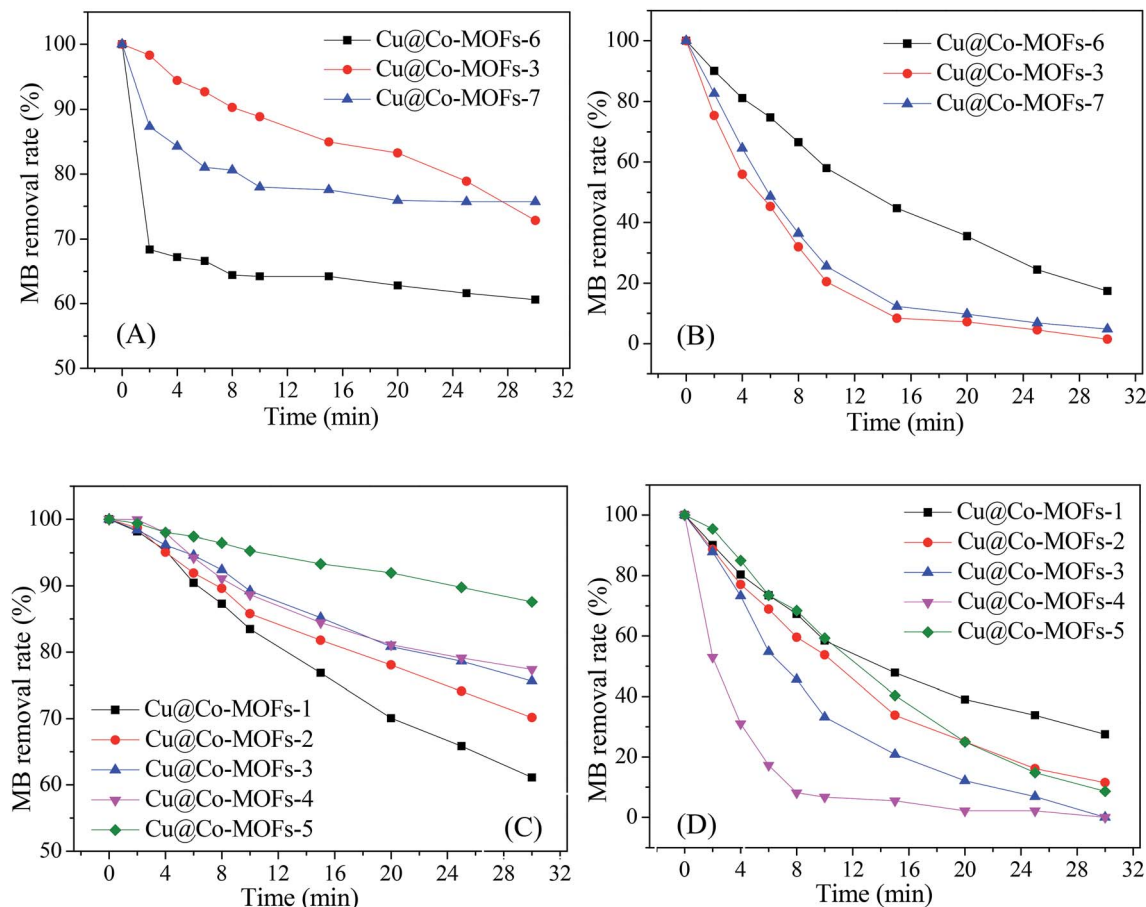 Cu@Co-MOFs-6
Cu@Co-MOFs-3
Cu@Co-MOFs-7
MB removal rate (%)
100
90
80
70
60
50
(A)
0 4 8 12 16 20 24 28 32
Time (min)
Cu@Co-MOFs-6
Cu@Co-MOFs-3
Cu@Co-MOFs-7
MB removal rate (%)
100
80
60
40
20
0
(B)
0 4 8 12 16 20 24 28 32
Time (min)
MB removal rate (%)
100
90
80
70
60
50
Cu@Co-MOFs-1
Cu@Co-MOFs-2
Cu@Co-MOFs-3
Cu@Co-MOFs-4
Cu@Co-MOFs-5
(C)
0 4 8 12 16 20 24 28 32
Time (min)
Cu@Co-MOFs-1
Cu@Co-MOFs-2
Cu@Co-MOFs-3
Cu@Co-MOFs-4
Cu@Co-MOFs-5
MB removal rate (%)
100
80
60
40
20
0
(D)
0 4 8 12 16 20 24 28 32
Time (min)